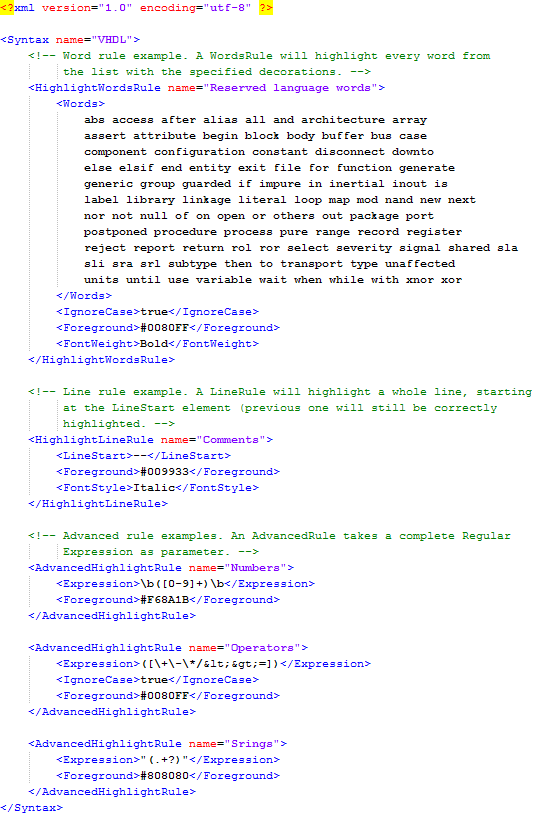 <?xml version="1.0" encoding="utf-8" ?>
<Syntax name="VHDL">
<!-- Word rule example. A WordsRule will highlight every word from
the list with the specified decorations. -->
<HighlightWordsRule name="Reserved language words">
<Words>
abs access after alias all and architecture array
assert attribute begin block body buffer bus case
component configuration constant disconnect downto
else elsif end entity exit file for function generate
generic group guarded if impure in inertial inout is
label library linkage literal loop map mod nand new next
nor not null of on open or others out package port
postponed procedure process pure range record register
reject report return rol ror select severity signal shared sla
sli sra srl subtype then to transport type unaffected
units until use variable wait when while with xnor xor
</Words>
<IgnoreCase>true</IgnoreCase>
<Foreground>#0080FF</Foreground>
<FontWeight>Bold</FontWeight>
</HighlightWordsRule>
<!-- Line rule example. A LineRule will highlight a whole line, starting
at the LineStart element (previous one will still be correctly
highlighted. -->
<HighlightLineRule name="Comments">
<LineStart>--</LineStart>
<Foreground>#009933</Foreground>
<FontStyle>Italic</FontStyle>
</HighlightLineRule>
<!-- Advanced rule examples. An AdvancedRule takes a complete Regular
Expression as parameter. -->
<AdvancedHighlightRule name="Numbers">
<Expression>\b([0-9]+)\b</Expression>
<Foreground>#F68A1B</Foreground>
</AdvancedHighlightRule>
<AdvancedHighlightRule name="Operators">
<Expression>([\+\-\*/&lt;&gt;=])</Expression>
<IgnoreCase>true</IgnoreCase>
<Foreground>#0080FF</Foreground>
</AdvancedHighlightRule>
<AdvancedHighlightRule name="Srings">
<Expression>"(.+?)"</Expression>
<Foreground>#808080</Foreground>
</AdvancedHighlightRule>
</Syntax>